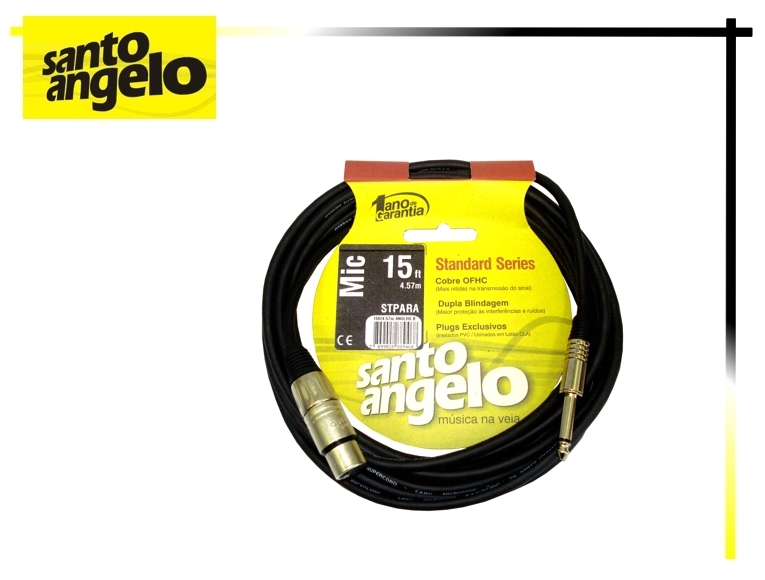 santo
angelo
1 ano de
Garantia
Mic
15 ft
4.57m
STPARA
CE
Standard Series
Cobre OFHC
(Mais nitidez na transmissão do sinal)
Dupla Blindagem
(Maior proteção às interferências e ruídos)
Plugs Exclusivos
santo
angelo
música na veia
SUPERCORD